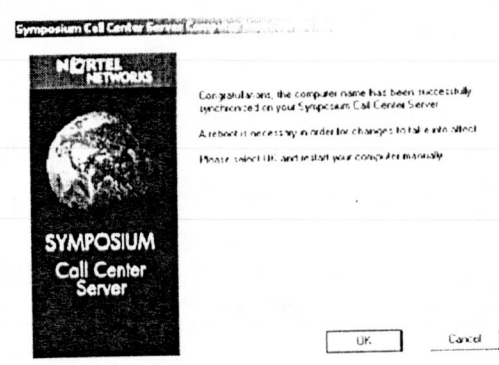 Symposium Call Center Server
NORTEL
NETWORKS
SYMPOSIUM
Call Center
Server
Congratulations, the computer name has been successfully
synchronized on your Symposium Call Center Server
A reboot is necessary in order for changes to take into affect
Please select OK and restart your computer manually
OK
Cancel